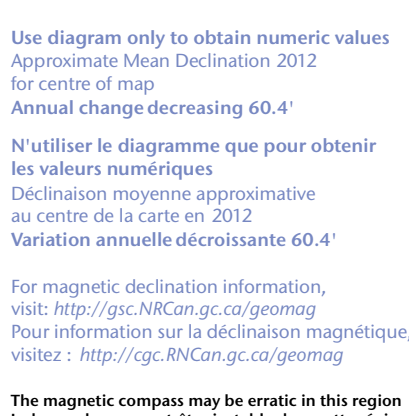 Use diagram only to obtain numeric values
Approximate Mean Declination 2012
for centre of map
Annual change decreasing 60.4'
N'utiliser le diagramme que pour obtenir
les valeurs numériques
Déclinaison moyenne approximative
au centre de la carte en 2012
Variation annuelle décroissante 60.4'
For magnetic declination information,
visit: http://gsc.NRCan.gc.ca/geomag
Pour information sur la déclinaison magnétique,
visitez : http://cgc.RNCan.gc.ca/geomag
The magnetic compass may be erratic in this region